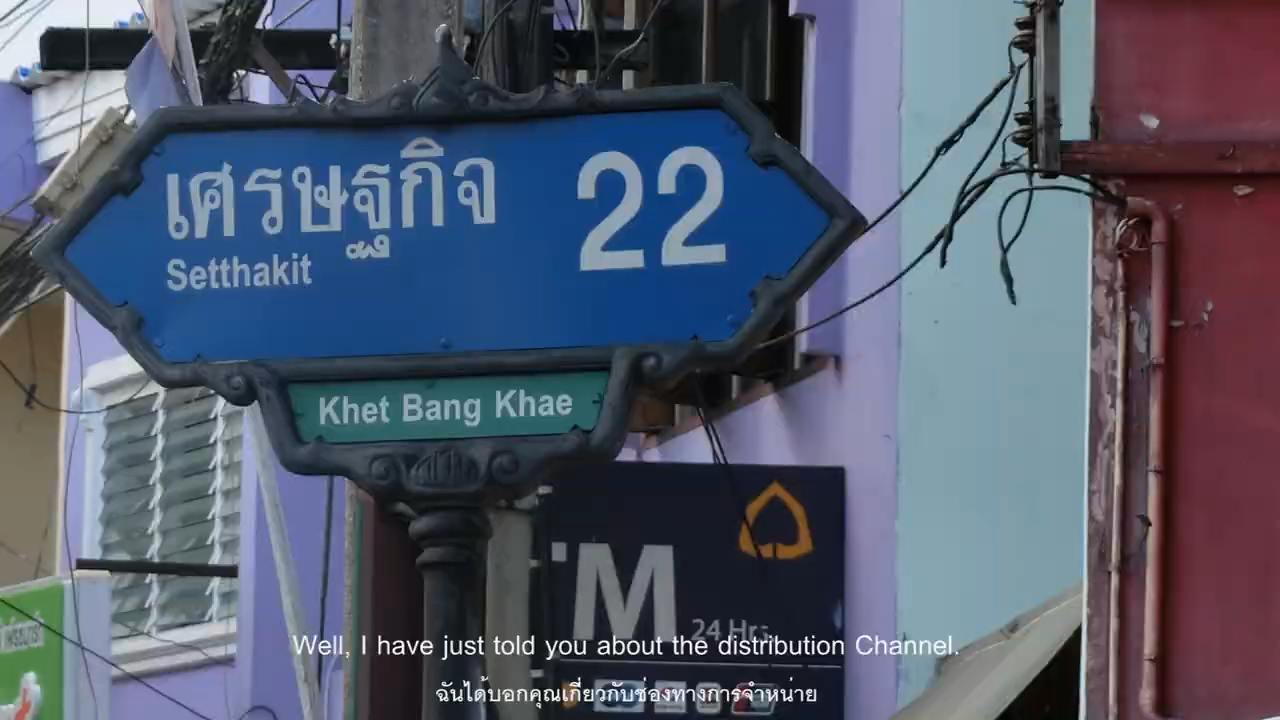 เศรษฐกิจ 22
Setthakit
Khet Bang Khae
TM
24 Hrs.
Well, I have just told you about the distribution Channel.
ฉันได้บอกคุณเกี่ยวกับช่องทางการจำหน่าย